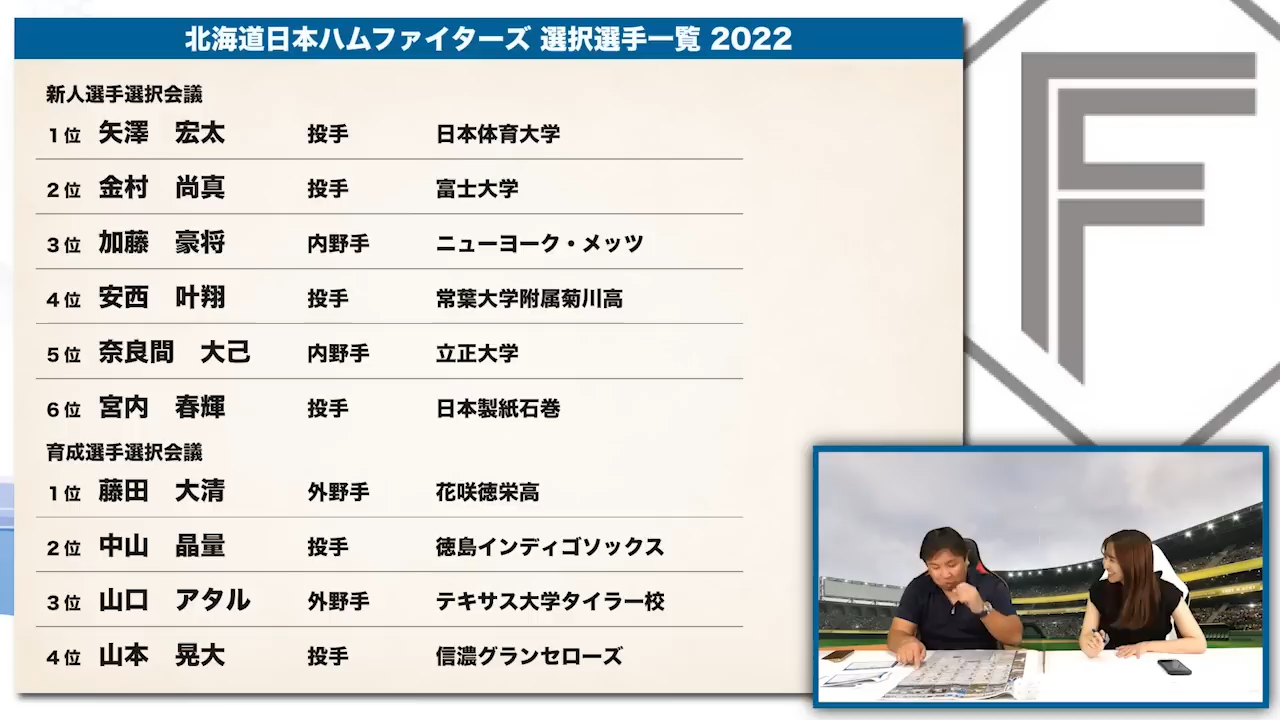 北海道日本ハムファイターズ 選択選手一覧 2022
新人選手選択会議
1位 矢澤 宏太 投手 日本体育大学
2位 金村 尚真 投手 富士大学
3位 加藤 豪将 内野手 ニューヨーク・メッツ
4位 安西 叶翔 投手 常葉大学附属菊川高
5位 奈良間 大己 内野手 立正大学
6位 宮内 春輝 投手 日本製紙石巻
育成選手選択会議
1位 藤田 大清 外野手 花咲徳栄高
2位 中山 晶量 投手 徳島インディゴソックス
3位 山口 アタル 外野手 テキサス大学タイラー校
4位 山本 晃大 投手 信濃グランセローズ